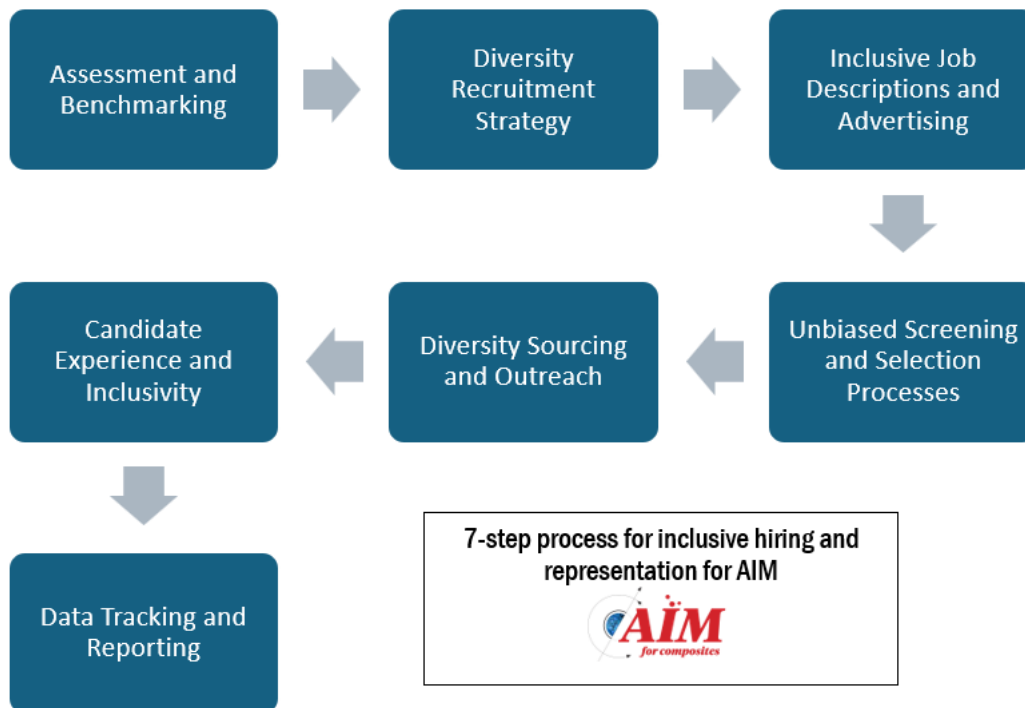 Assessment and
Benchmarking
Diversity
Recruitment
Strategy
Inclusive Job
Descriptions and
Advertising
Unbiased Screening
and Selection
Processes
Diversity Sourcing
and Outreach
Candidate
Experience and
Inclusivity
Data Tracking and
Reporting
7-step process for inclusive hiring and
representation for AIM
AIM
for composites